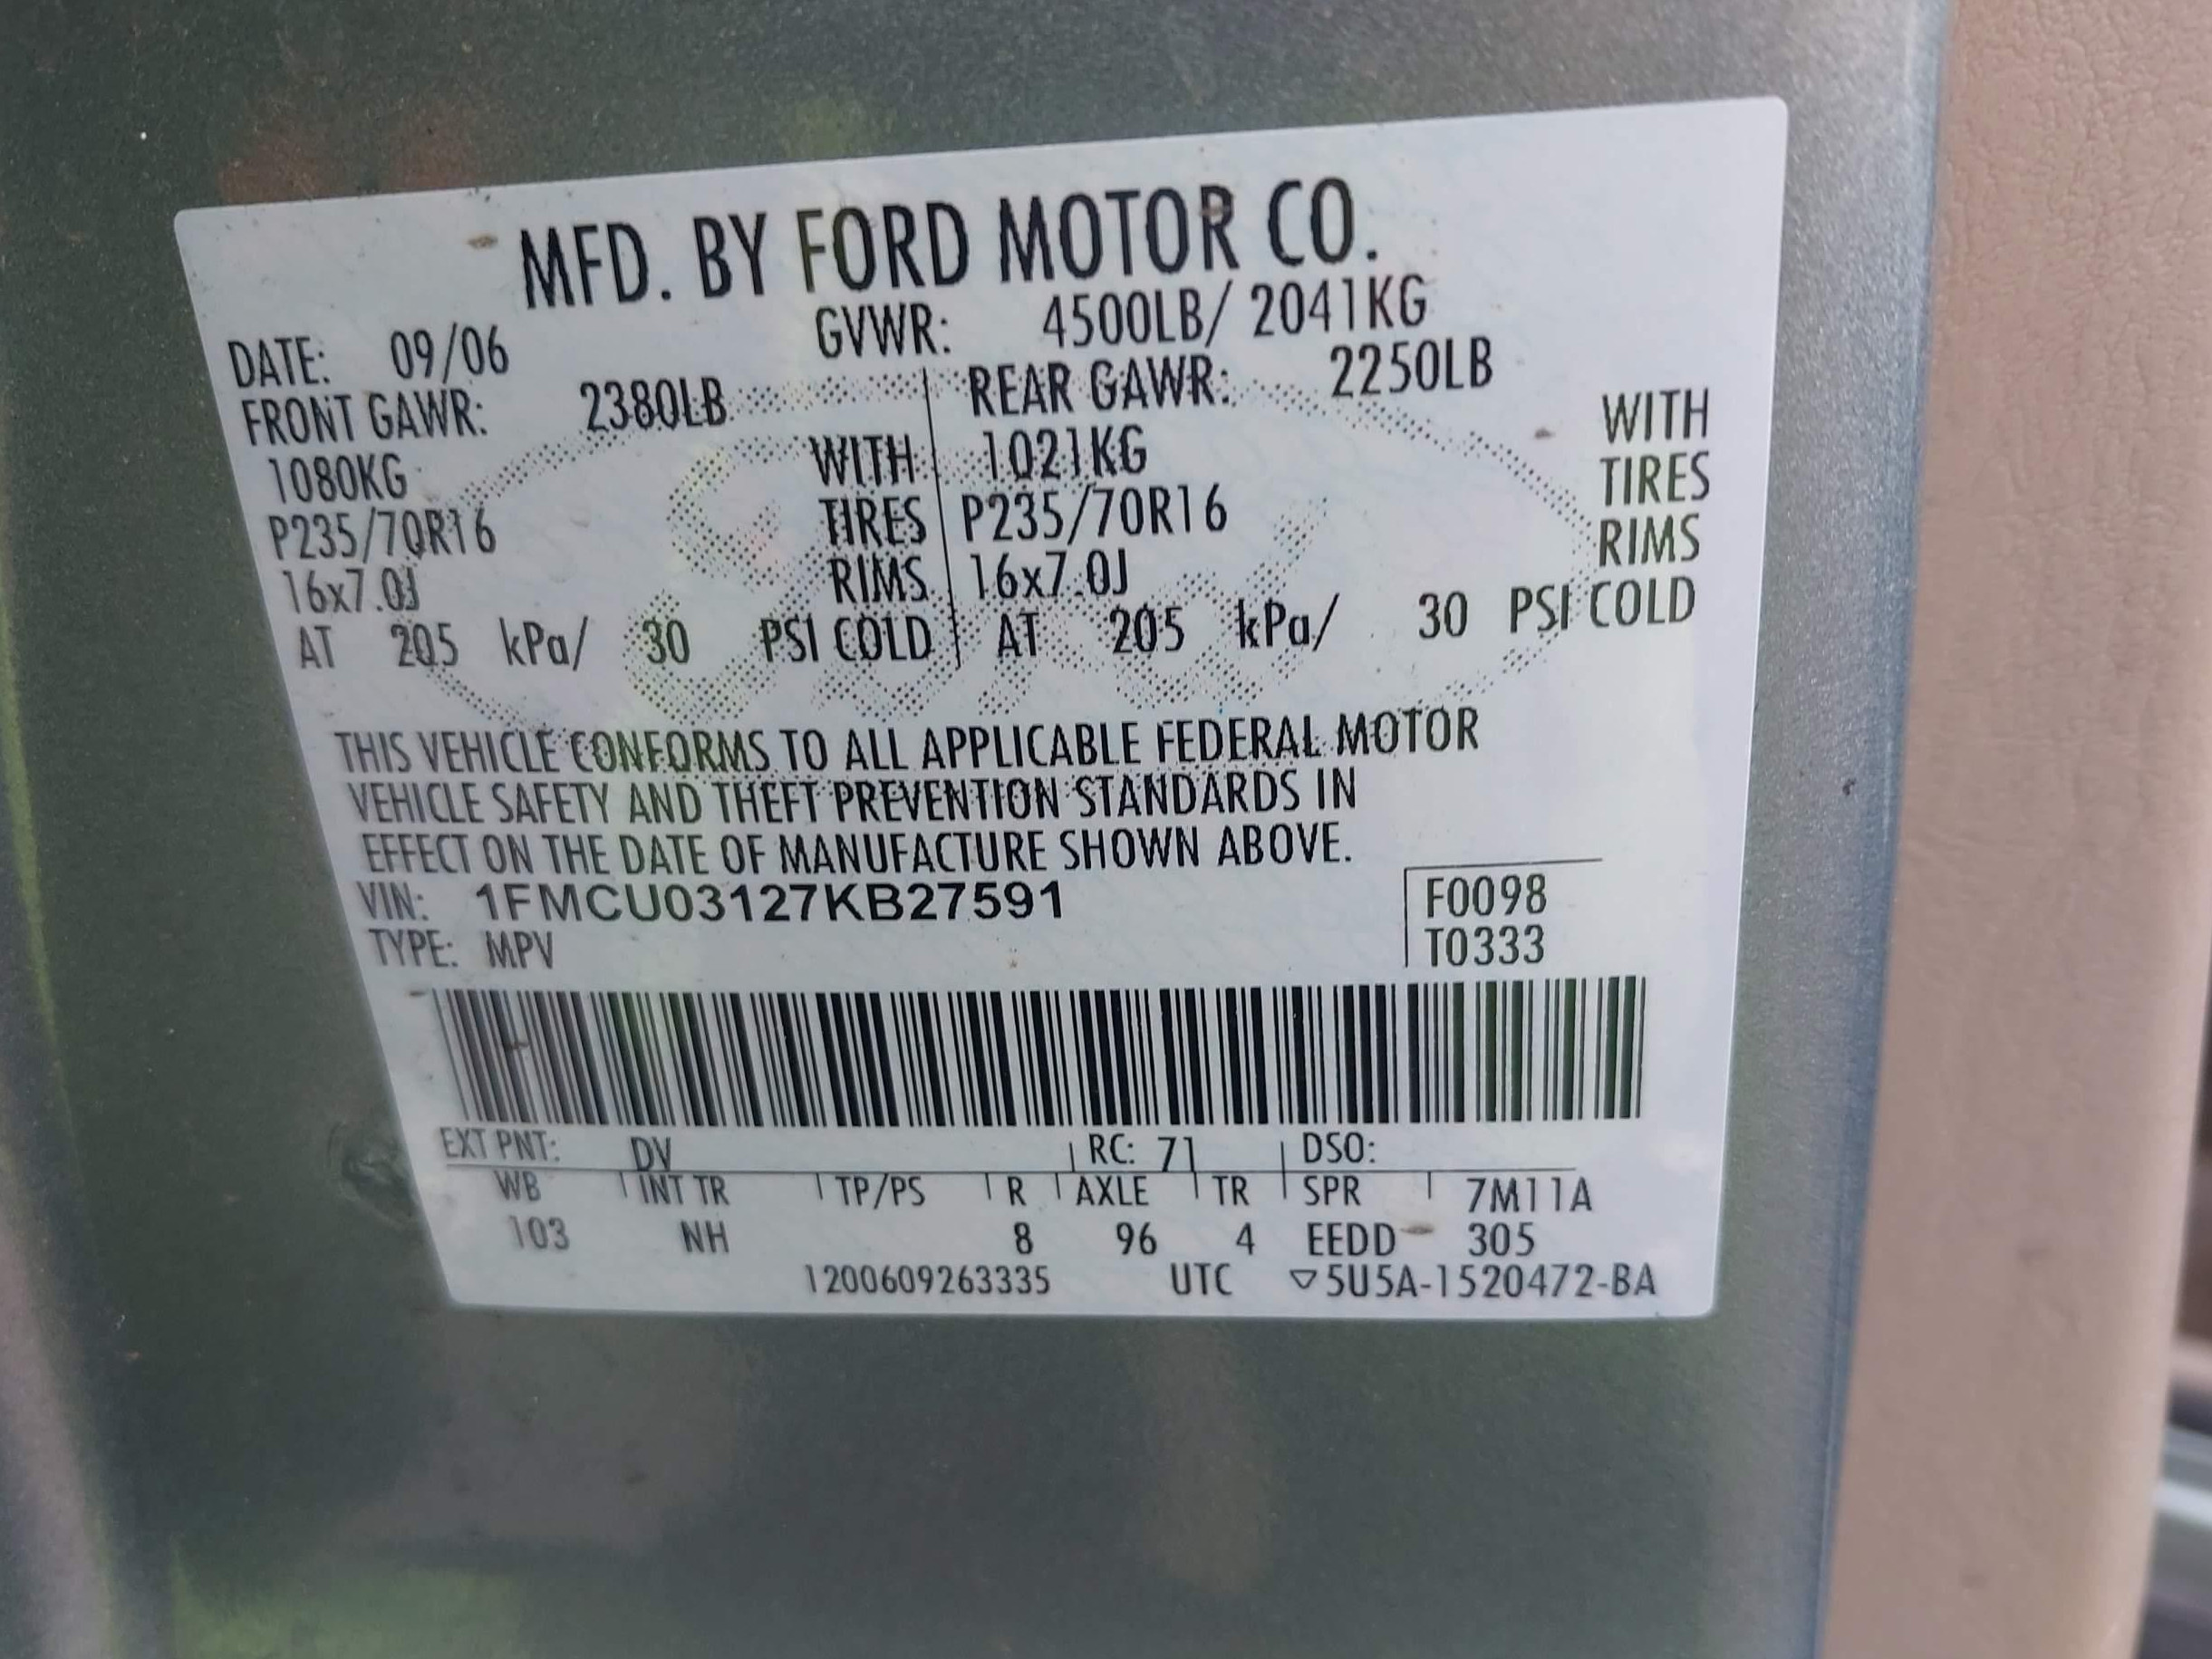 MFD. BY FORD MOTOR CO.
DATE: 09/06 GVWR: 4500LB/ 2041KG
FRONT GAWR: 2380LB REAR GAWR: 2250LB
1080KG WITH 1021KG WITH
P235/70R16 TIRES P235/70R16 TIRES
16x7.0J RIMS 16x7.0J RIMS
AT 205 kPa/ 30 PSI COLD AT 205 kPa/ 30 PSI COLD
THIS VEHICLE CONFORMS TO ALL APPLICABLE FEDERAL MOTOR
VEHICLE SAFETY AND THEFT PREVENTION STANDARDS IN
EFFECT ON THE DATE OF MANUFACTURE SHOWN ABOVE.
VIN: 1FMCU03127KB27591 F0098
TYPE: MPV T0333
EXT PNT: DV RC: 71 DSO:
WB INT TR TP/PS R AXLE TR SPR 7M11A
103 NH 8 96 4 EEDD 305
1200609263335 UTC ▽5U5A-1520472-BA